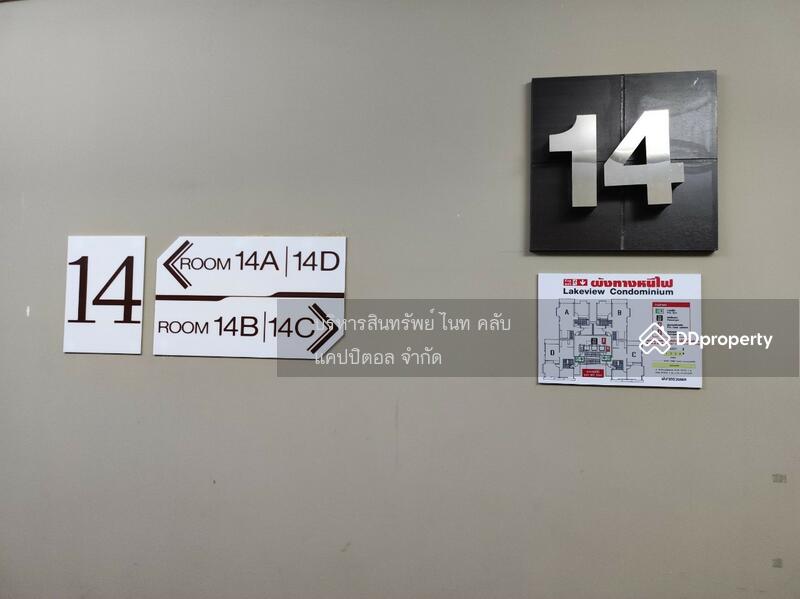 14
14
ROOM 14A | 14D
ROOM 14B | 14C
ผังทางหนีไฟ
Lakeview Condominium
A
B
D
C
บริหารสินทรัพย์ ไนท คลับ
แคปปิตอล จำกัด
DDproperty